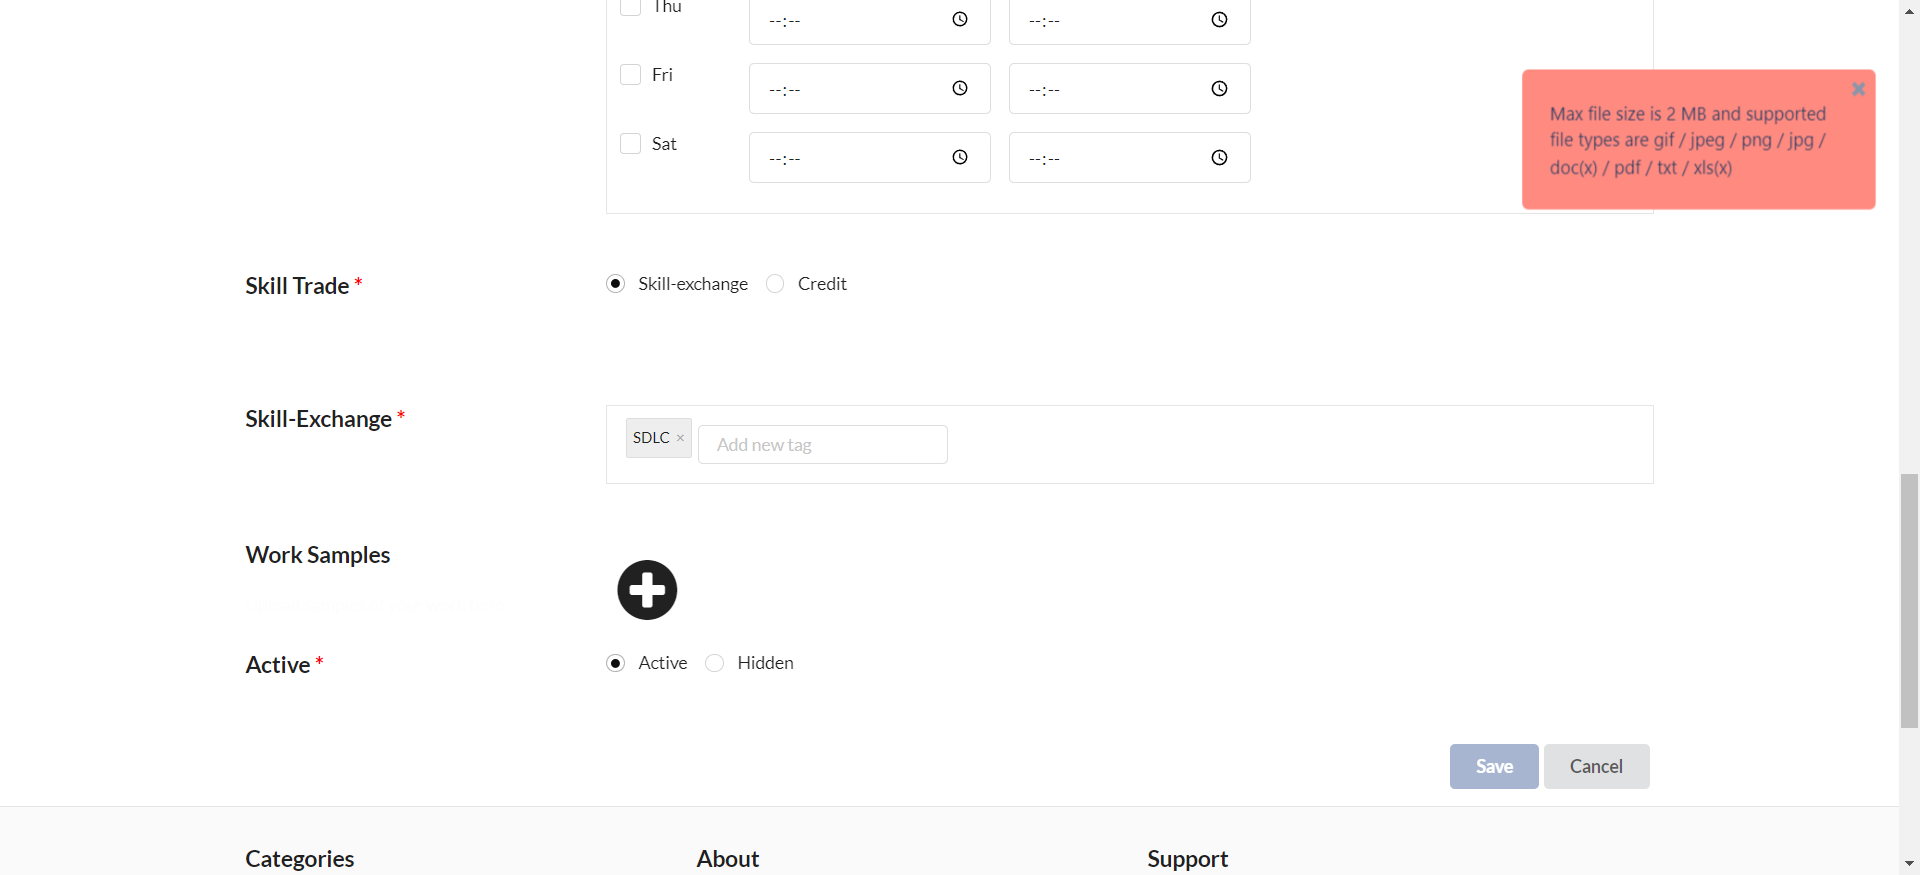 Thu --:-- --:--
Fri --:-- --:--
Sat --:-- --:--
Max file size is 2 MB and supported
file types are gif / jpeg / png / jpg /
doc(x) / pdf / txt / xls(x)
Skill Trade *
Skill-exchange Credit
Skill-Exchange *
SDLC × Add new tag
Work Samples
Active *
Active Hidden
Save Cancel
Categories About Support